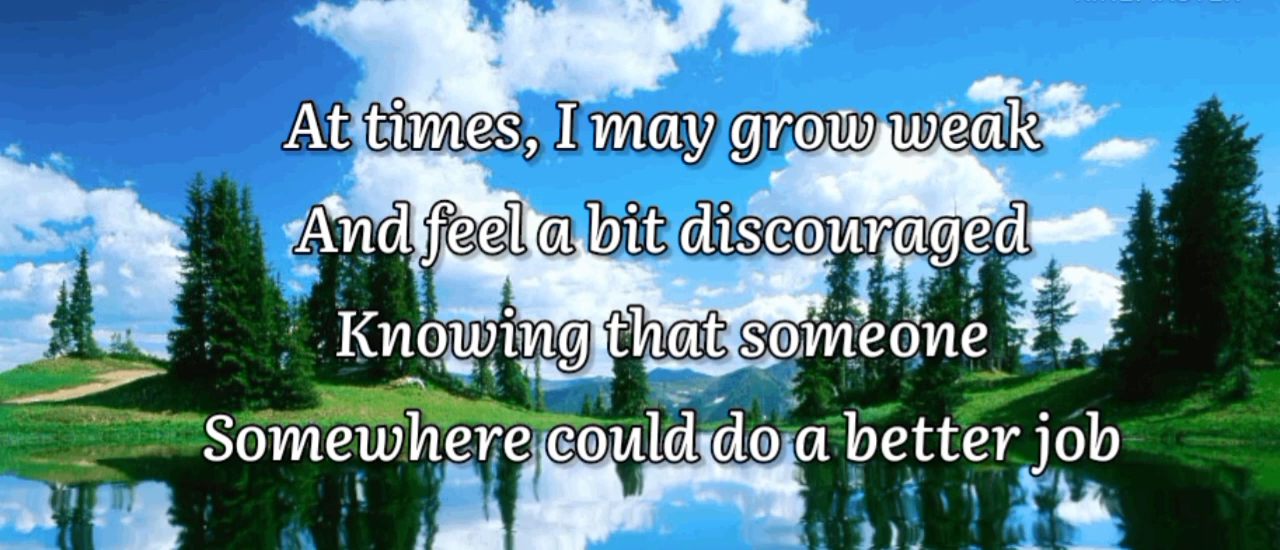 At times, I may grow weak
And feel a bit discouraged
Knowing that someone
Somewhere could do a better job